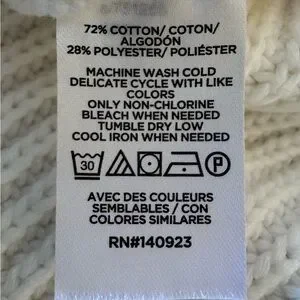 72% COTTON/ COTON/
ALGODÓN
28% POLYESTER/ POLIÉSTER
MACHINE WASH COLD
DELICATE CYCLE WITH LIKE
COLORS
ONLY NON-CHLORINE
BLEACH WHEN NEEDED
TUMBLE DRY LOW
COOL IRON WHEN NEEDED
30 P
AVEC DES COULEURS
SEMBLABLES / CON
COLORES SIMILARES
RN#140923